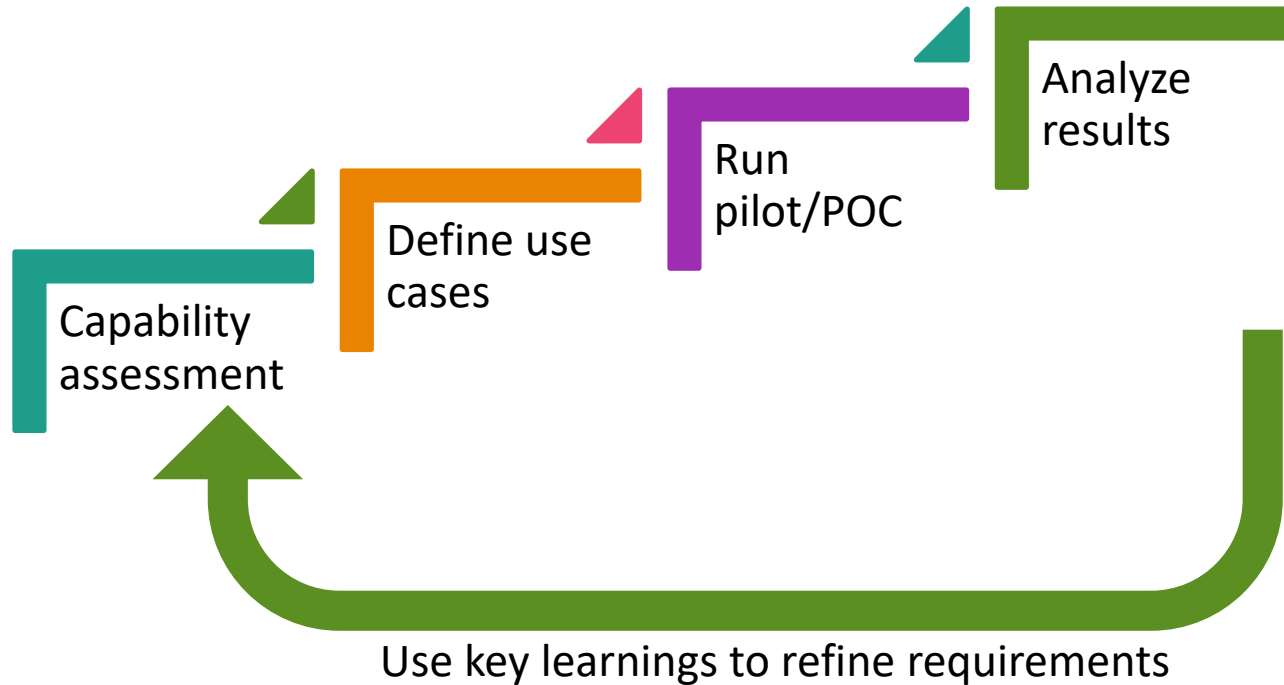 Capability
assessment
Define use
cases
Run
pilot/POC
Analyze
results
Use key learnings to refine requirements